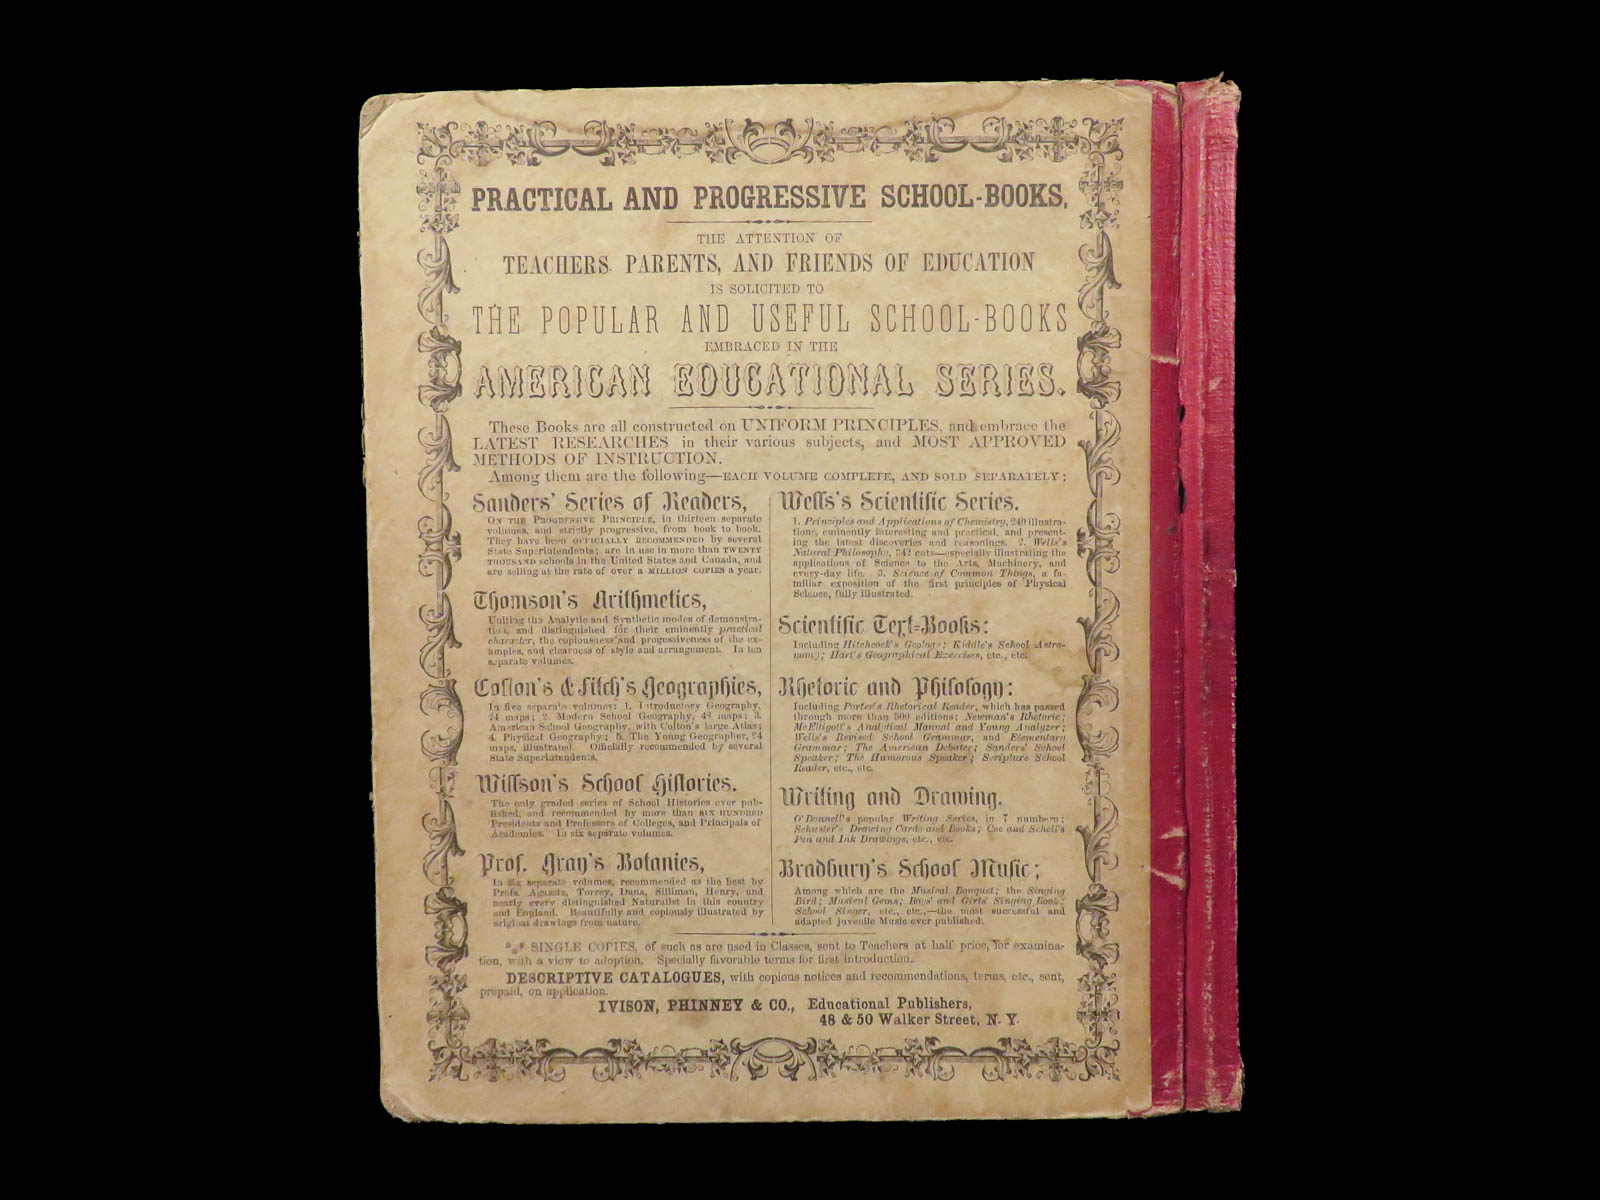 PRACTICAL AND PROGRESSIVE SCHOOL-BOOKS,
THE ATTENTION OF
TEACHERS. PARENTS, AND FRIENDS OF EDUCATION
IS SOLICITED TO
THE POPULAR AND USEFUL SCHOOL-BOOKS
EMBRACED IN THE
AMERICAN EDUCATIONAL SERIES.
These Books are all constructed on UNIFORM PRINCIPLES, and embrace the
LATEST RESEARCHES in their various subjects, and MOST APPROVED
METHODS OF INSTRUCTION.
Among them are the following—EACH VOLUME COMPLETE, AND SOLD SEPARATELY:
Sanders' Series of Readers,
ON THE PROGRESSIVE PRINCIPLE, in thirteen separate
volumes, and strictly progressive, from book to book.
They have been OFFICIALLY RECOMMENDED by several
State Superintendents; are in use in more than TWENTY
THOUSAND schools in the United States and Canada, and
are selling at the rate of over a MILLION COPIES a year.
Thomson's Arithmetics,
Uniting the Analytic and Synthetic modes of demonstra-
tion, and distinguished for their eminently practical
character, the copiousness and progressiveness of the ex-
amples, and clearness of style and arrangement. In ten
separate volumes.
Colton's & Fitch's Geographies,
In five separate volumes: 1. Introductory Geography,
24 maps; 2. Modern School Geography, 43 maps; 3.
American School Geography, with Colton's large Atlas;
4. Physical Geography; 5. The Young Geographer, 24
maps, illustrated. Officially recommended by several
State Superintendents.
Willson's School Histories.
The only graded series of School Histories ever pub-
lished, and recommended by more than SIX HUNDRED
Presidents and Professors of Colleges, and Principals of
Academies. In six separate volumes.
Prof. Gray's Botanies,
In six separate volumes, recommended as the best by
Profs. Agassiz, Torrey, Dana, Silliman, Henry, and
nearly every distinguished Naturalist in this country
and England. Beautifully and copiously illustrated by
original drawings from nature.
Wells's Scientific Series.
1. Principles and Applications of Chemistry, 240 illustra-
tions, eminently interesting and practical, and present-
ing the latest discoveries and reasonings. 2. Wells's
Natural Philosophy, 342 cuts—especially illustrating the
applications of Science to the Arts, Machinery, and
every-day life. 3. Science of Common Things, a fa-
miliar exposition of the first principles of Physical
Science, fully illustrated.
Scientific Text-Books:
Including Hitchcock's Geology; Kiddle's School Astro-
nomy; Hart's Geographical Exercises, etc., etc.
Rhetoric and Philology:
Including Porter's Rhetorical Reader, which has passed
through more than 500 editions; Newman's Rhetoric;
McElligott's Analytical Manual and Young Analyzer;
Wells's Revised School Grammar, and Elementary
Grammar; The American Debater; Sanders' School
Speaker; The Humorous Speaker; Scripture School
Reader, etc., etc.
Writing and Drawing.
O'Donnell's popular Writing Series, in 7 numbers;
Schuster's Drawing Cards and Books; Coe and Schell's
Pen and Ink Drawings, etc., etc.
Bradbury's School Music;
Among which are the Musical Bouquet; the Singing
Bird; Musical Gems; Boys' and Girls' Singing Book;
School Singer, etc., etc.,—the most successful and
adapted juvenile Music ever published.
*** SINGLE COPIES, of such as are used in Classes, sent to Teachers at half price, for examina-
tion, with a view to adoption. Specially favorable terms for first introduction.
DESCRIPTIVE CATALOGUES, with copious notices and recommendations, terms, etc., sent,
prepaid, on application.
IVISON, PHINNEY & CO., Educational Publishers,
48 & 50 Walker Street, N. Y.